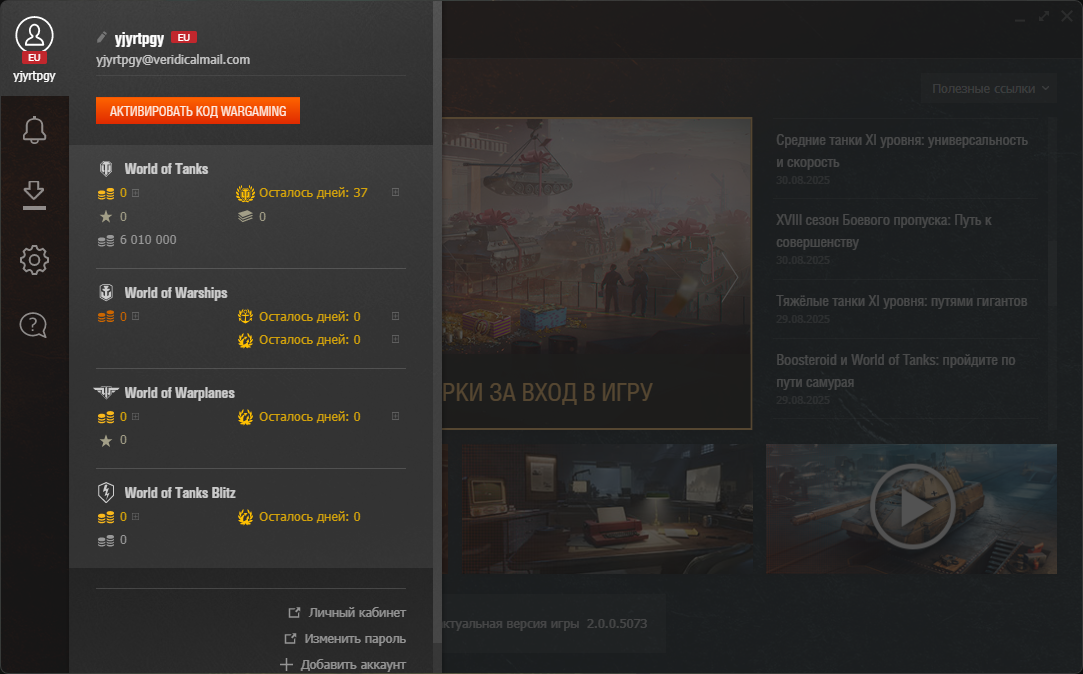 EU
yjyrtpgy
yjyrtpgy EU
yjyrtpgy@veridicalmail.com
АКТИВИРОВАТЬ КОД WARGAMING
World of Tanks
0 Осталось дней: 37
0 0
6 010 000
World of Warships
0 Осталось дней: 0
Осталось дней: 0
World of Warplanes
0 Осталось дней: 0
0
World of Tanks Blitz
0 Осталось дней: 0
0
Личный кабинет
Изменить пароль
Добавить аккаунт
Полезные ссылки
РКИ ЗА ВХОД В ИГРУ
Средние танки XI уровня: универсальность
и скорость
30.08.2025
XVIII сезон Боевого пропуска: Путь к
совершенству
30.08.2025
Тяжёлые танки XI уровня: путями гигантов
29.08.2025
Boosteroid и World of Tanks: пройдите по
пути самурая
29.08.2025
ктуальная версия игры 2.0.0.5073